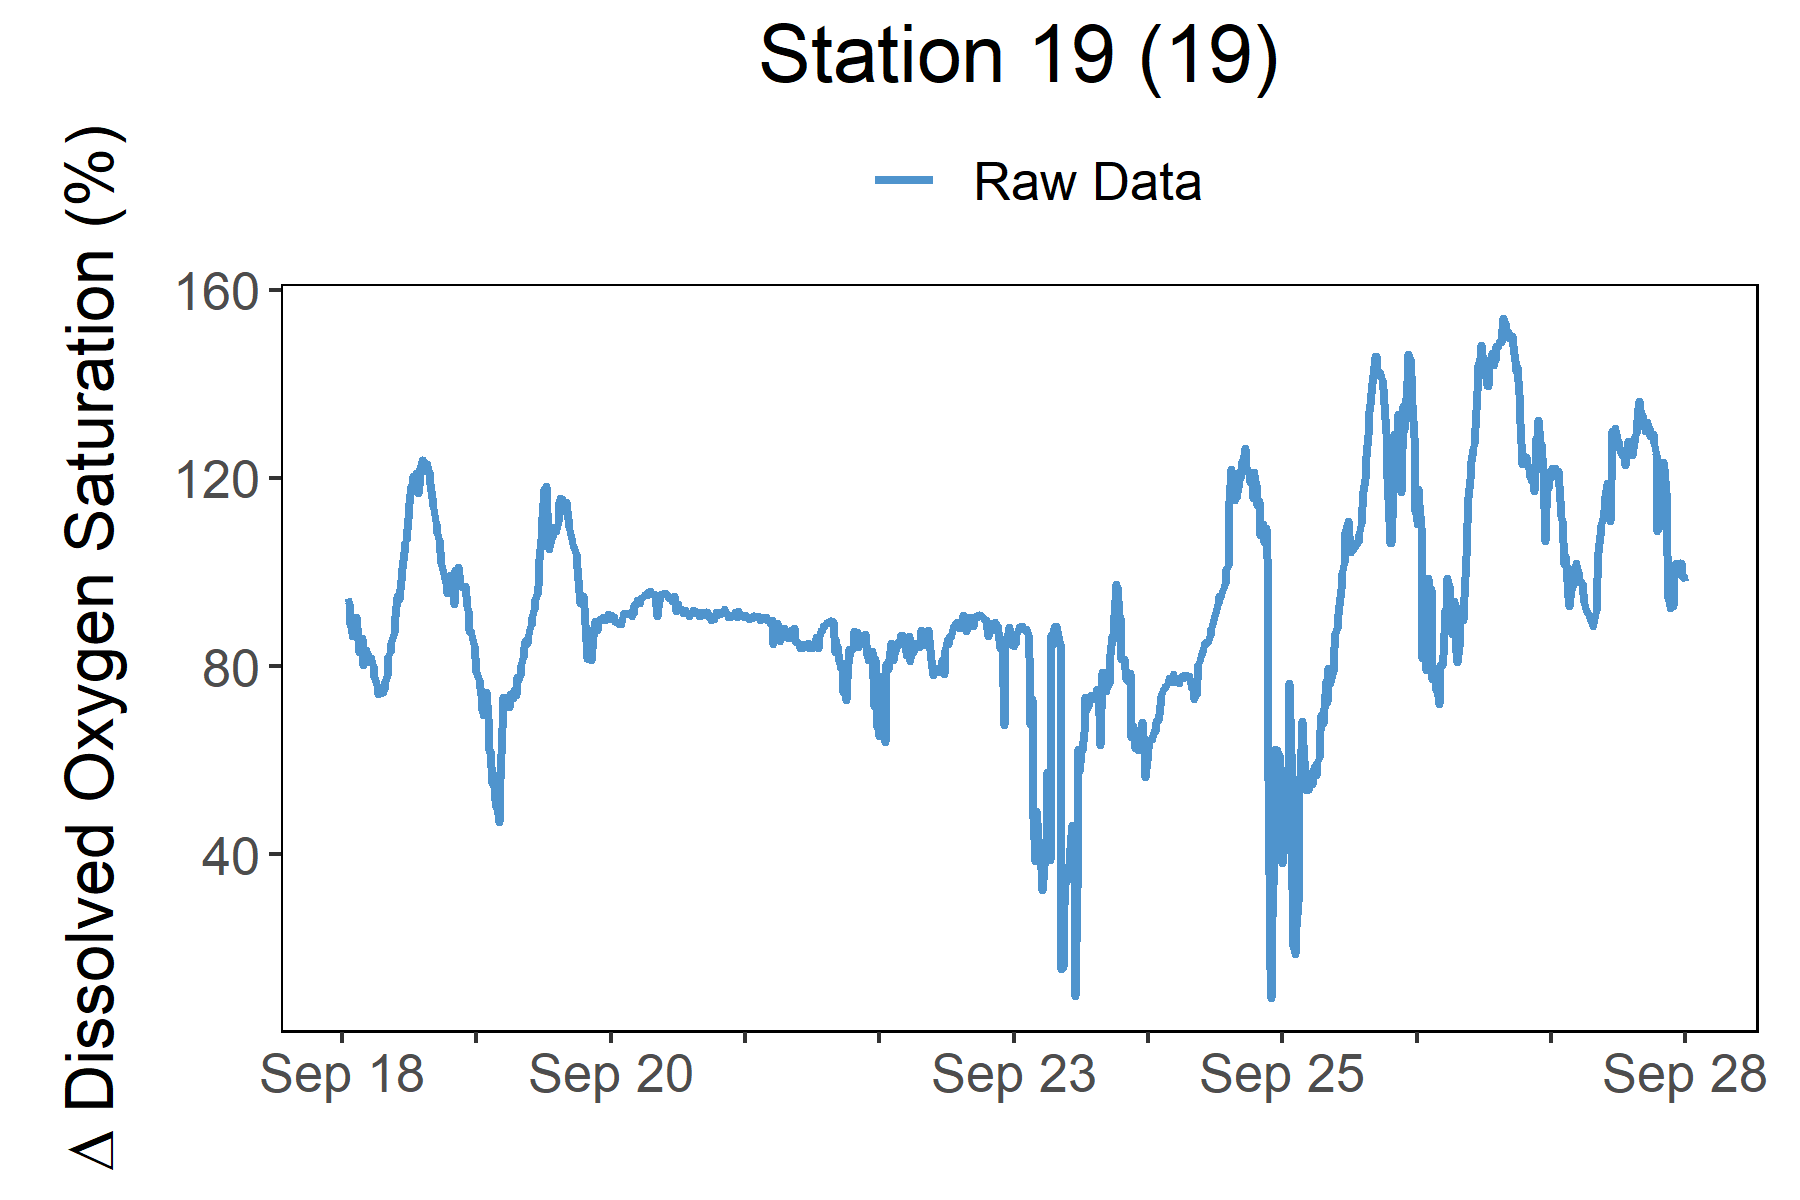 Station 19 (19)
Raw Data
Δ Dissolved Oxygen Saturation (%)
160
120
80
40
Sep 18
Sep 20
Sep 23
Sep 25
Sep 28